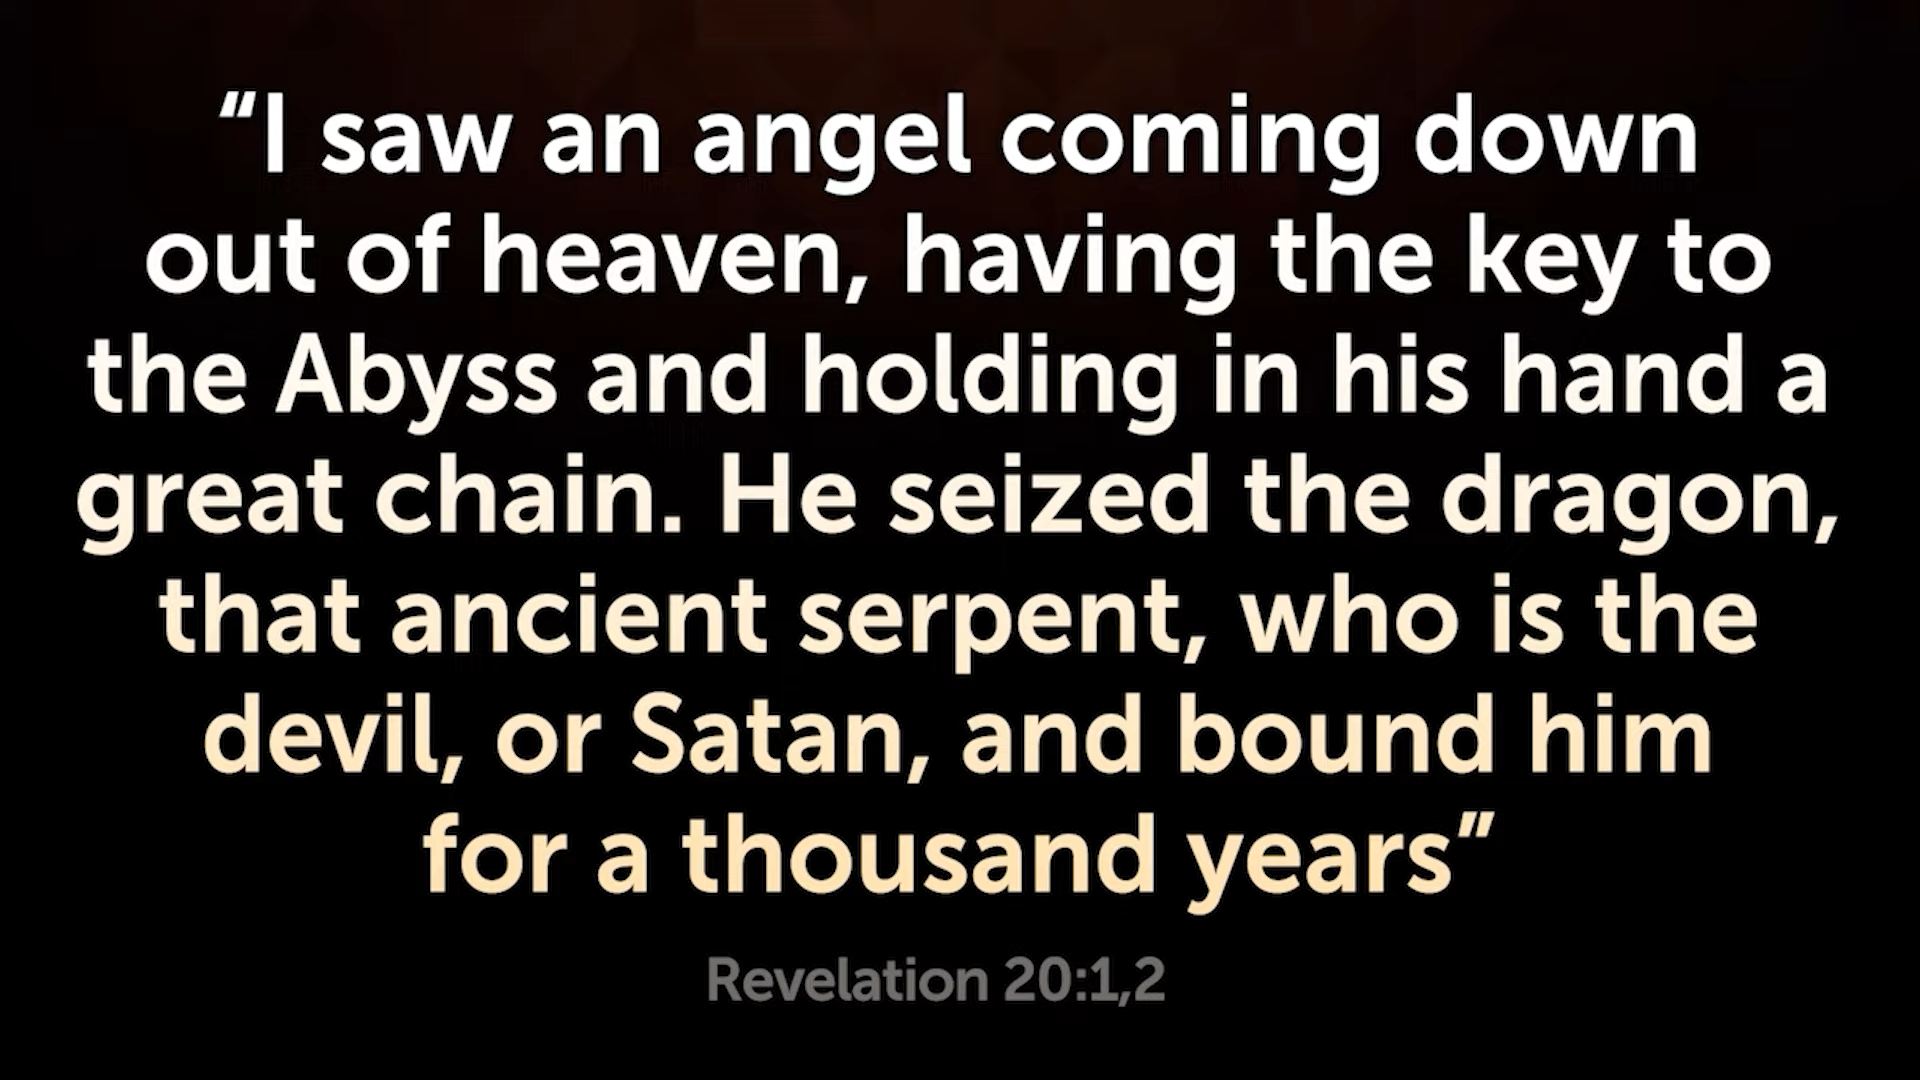 “I saw an angel coming down
out of heaven, having the key to
the Abyss and holding in his hand a
great chain. He seized the dragon,
that ancient serpent, who is the
devil, or Satan, and bound him
for a thousand years”
Revelation 20:1,2